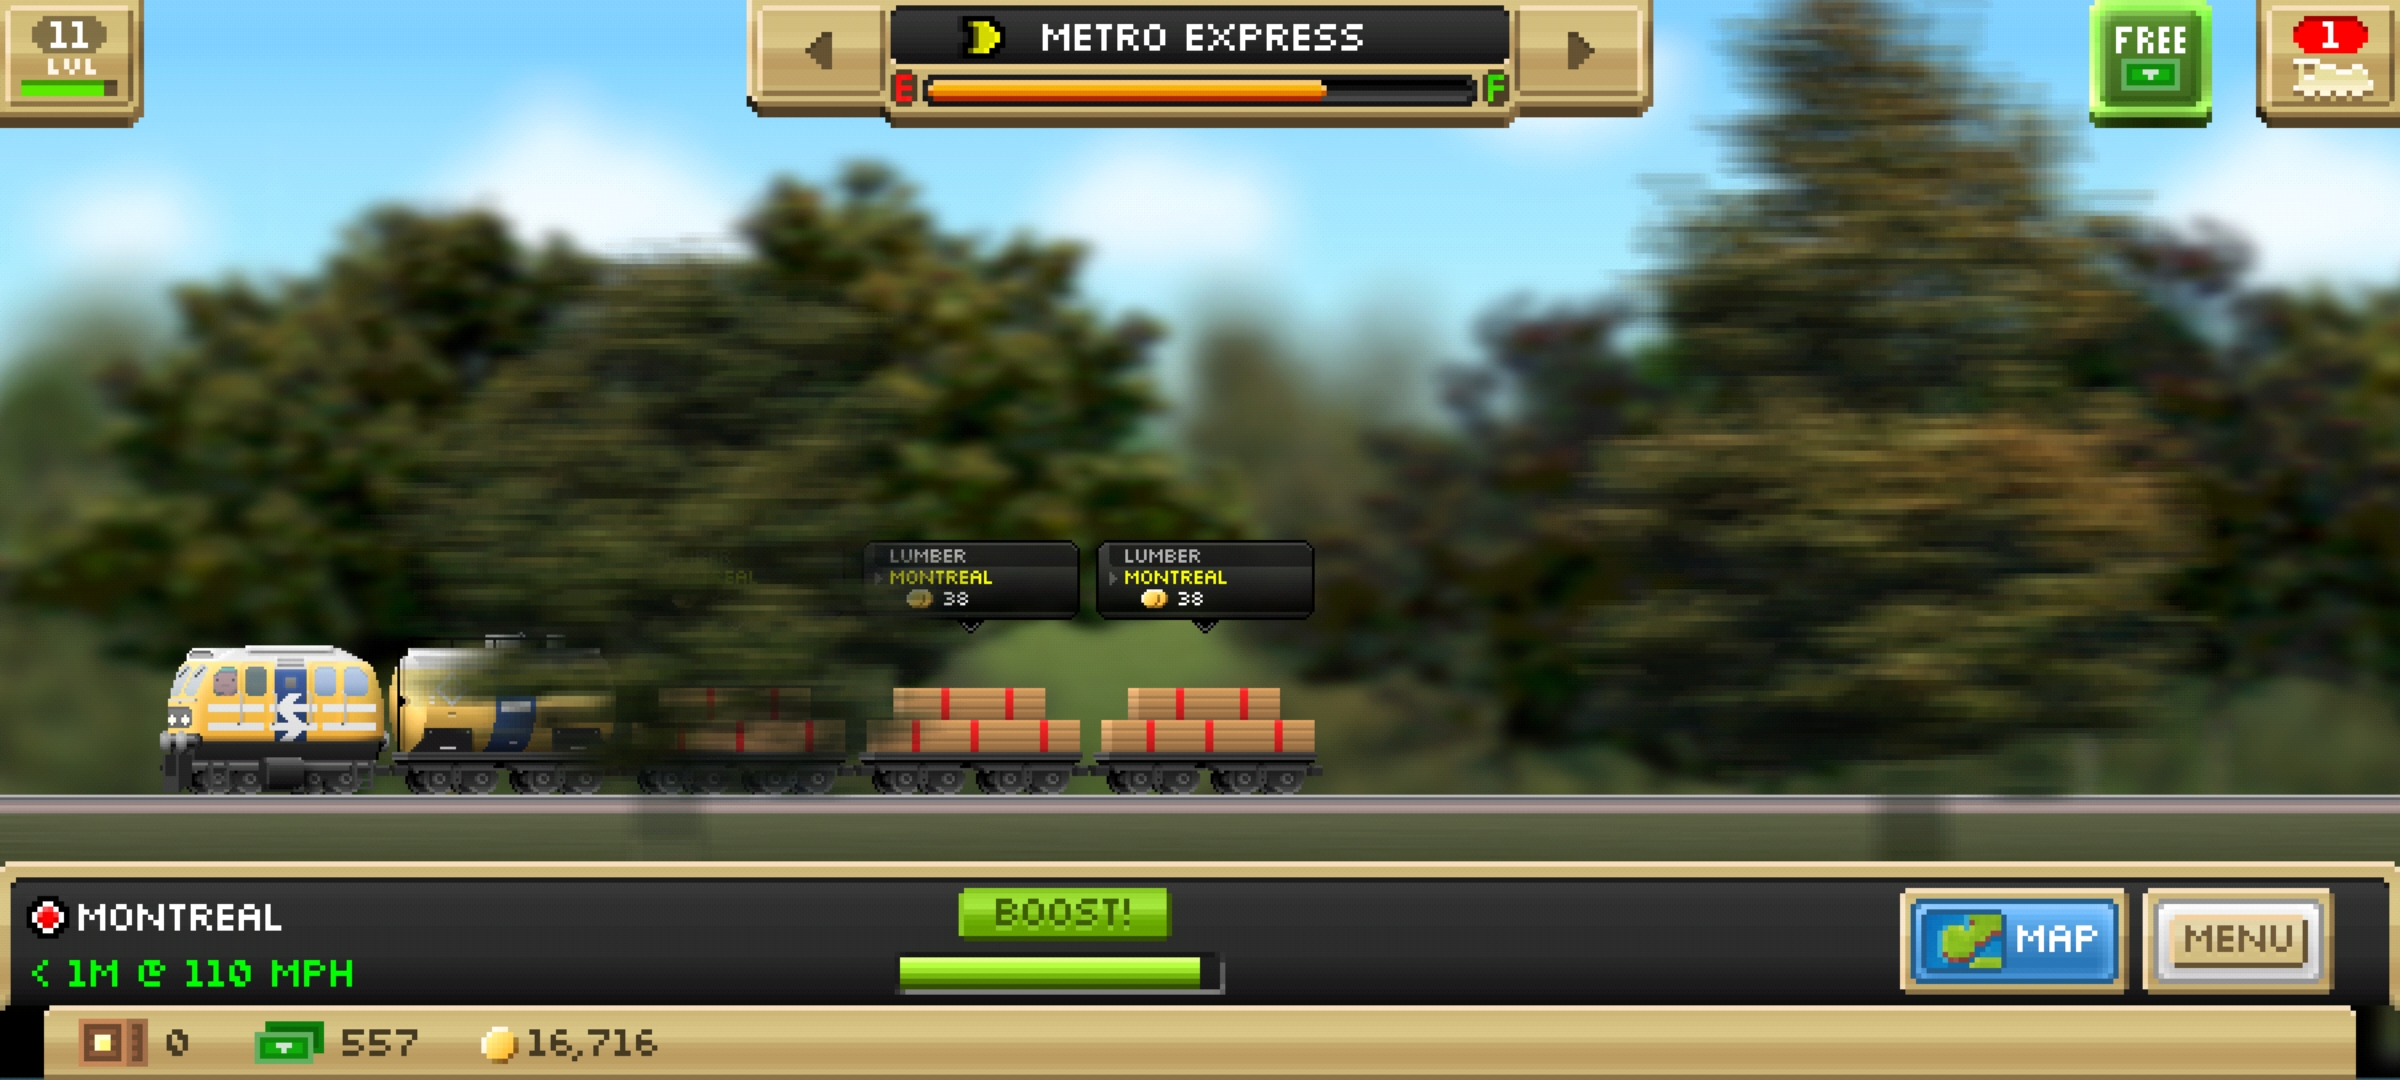 11
LVL
METRO EXPRESS
E
F
FREE
1
LUMBER
MONTREAL
38
LUMBER
MONTREAL
38
MONTREAL
< 1M @ 110 MPH
BOOST!
MAP
MENU
0
557
16,716